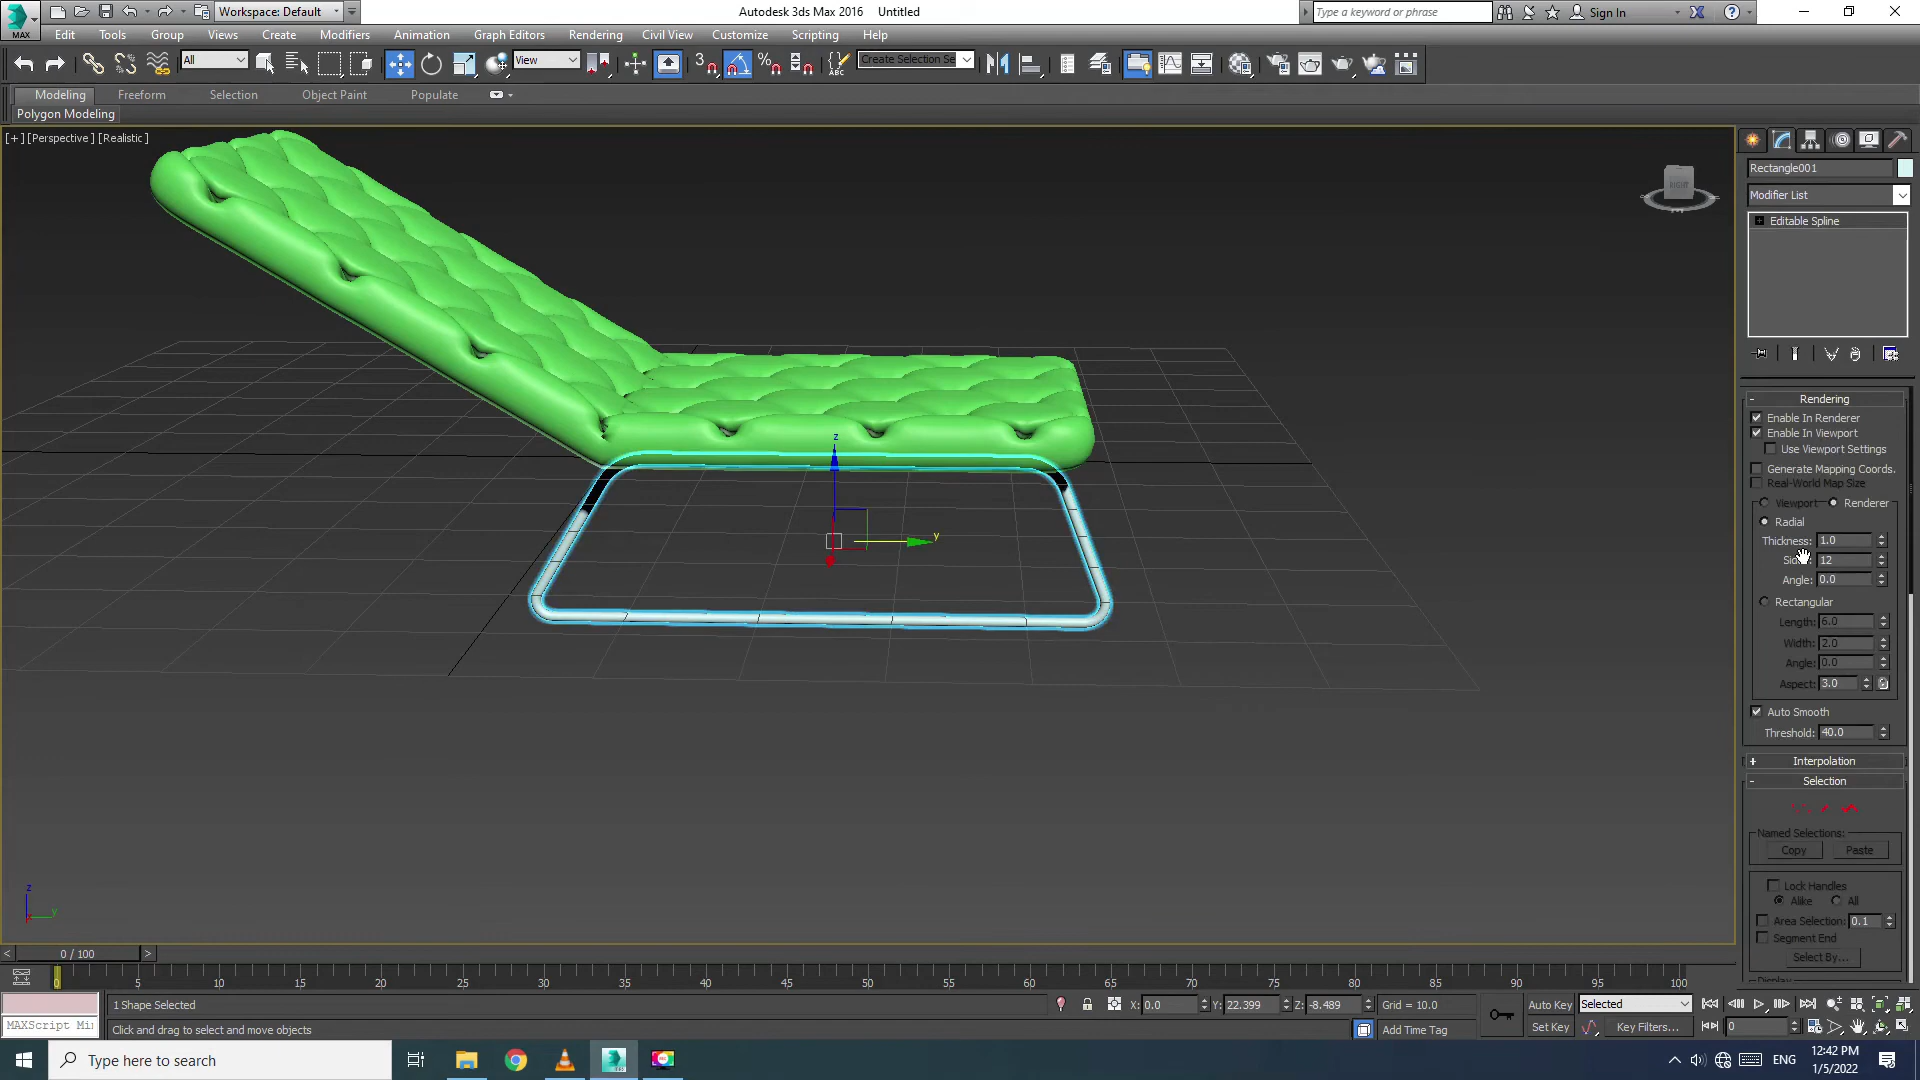 Workspace: Default
Autodesk 3ds Max 2016 Untitled
Type a keyword or phrase
Sign In
MAX
Edit Tools Group Views Create Modifiers Animation Graph Editors Rendering Civil View Customize Scripting Help
All
View
3
ABC
Create Selection Se
Modeling Freeform Selection Object Paint Populate
Polygon Modeling
[+] [Perspective] [Realistic]
RIGHT
z
y
z
y
Rectangle001
Modifier List
+ Editable Spline
- Rendering
Enable In Renderer
Enable In Viewport
Use Viewport Settings
Generate Mapping Coords.
Real-World Map Size
Viewport Renderer
Radial
Thickness: 1.0
12
Angle: 0.0
Rectangular
Length: 6.0
Width: 2.0
Angle: 0.0
Aspect: 3.0
Auto Smooth
Threshold: 40.0
+ Interpolation
- Selection
Named Selections:
Copy Paste
Lock Handles
Alike All
Area Selection: 0.1
Segment End
Select By...
< 0 / 100 >
0 5 10 15 20 25 30 35 40 45 50 55 60 65 70 75 80 85 90 95 100
1 Shape Selected
X: 0.0 Y: 22.399 Z: -8.489 Grid = 10.0
Auto Key Selected
MAXScript Mi
Click and drag to select and move objects
Add Time Tag
Set Key Key Filters... 0
Type here to search
ENG
12:42 PM
1/5/2022